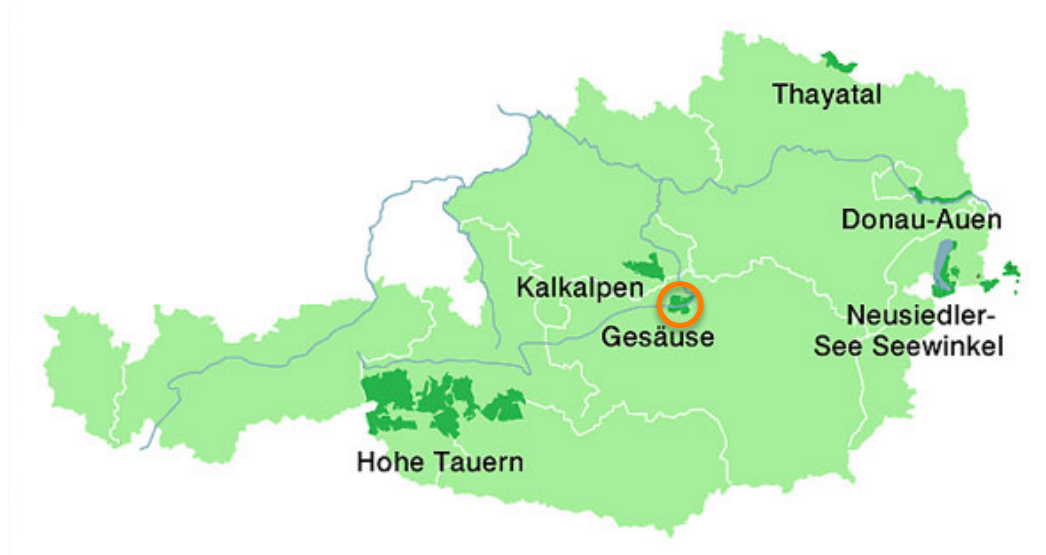 Thayatal
Donau-Auen
Kalkalpen
Gesäuse
Neusiedler-
See Seewinkel
Hohe Tauern